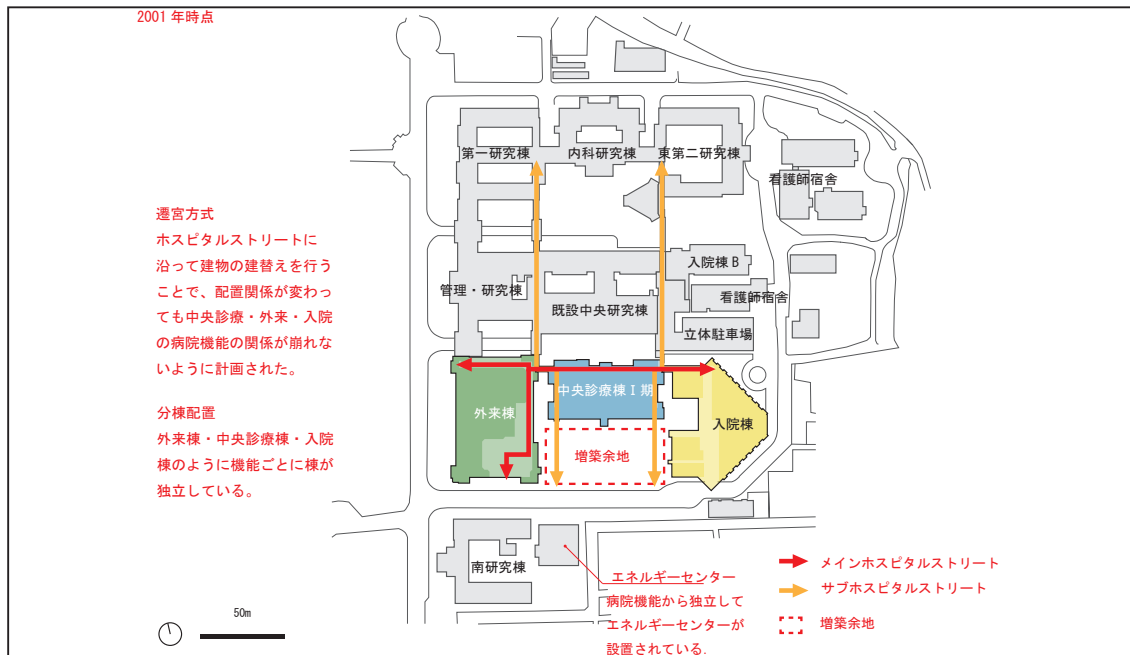 2001 年時点
第一研究棟
内科研究棟
東第二研究棟
看護師宿舎
遷宮方式
ホスピタルストリートに
沿って建物の建替えを行う
ことで、配置関係が変わっ
ても中央診療・外来・入院
の病院機能の関係が崩れな
いように計画された。
入院棟 B
管理・研究棟
既設中央研究棟
看護師宿舎
立体駐車場
中央診療棟Ⅰ期
外来棟
入院棟
分棟配置
外来棟・中央診療棟・入院
棟のように機能ごとに棟が
独立している。
増築余地
南研究棟
エネルギーセンター
病院機能から独立して
エネルギーセンターが
設置されている.
メインホスピタルストリート
サブホスピタルストリート
増築余地
50m